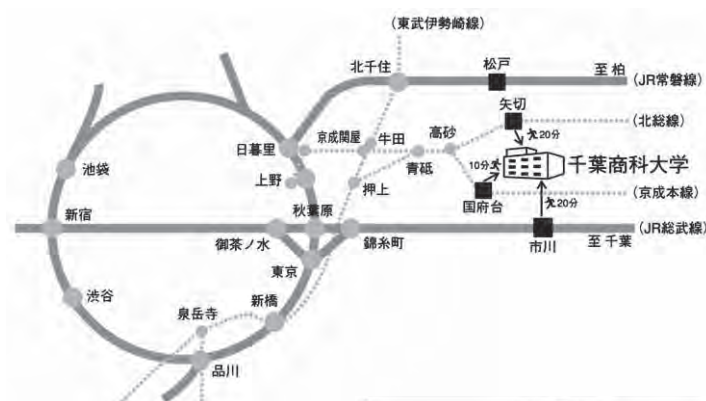 (東武伊勢崎線)
北千住
松戸
至 柏
(JR常磐線)
矢切
(北総線)
日暮里
京成関屋
牛田
高砂
20分
池袋
上野
青砥
10分
千葉商科大学
押上
国府台
(京成本線)
新宿
秋葉原
20分
御茶ノ水
錦糸町
市川
至 千葉
(JR総武線)
東京
渋谷
泉岳寺
新橋
品川